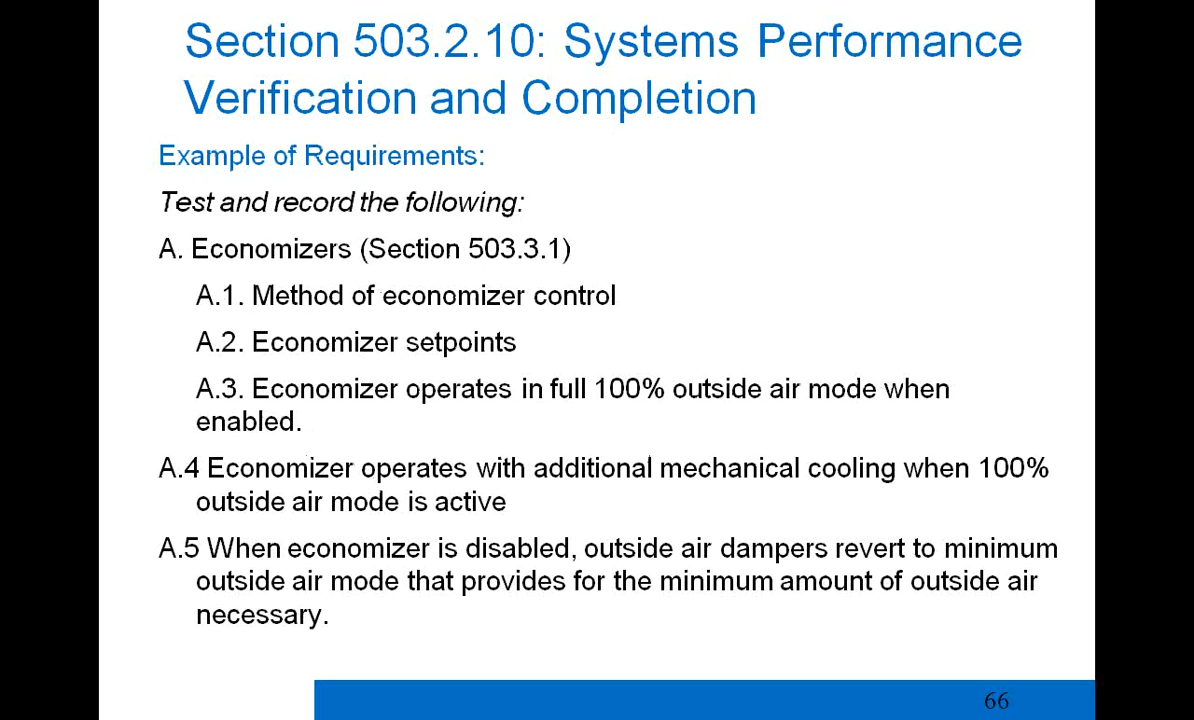 Section 503.2.10: Systems Performance
Verification and Completion
Example of Requirements:
Test and record the following:
A. Economizers (Section 503.3.1)
A.1. Method of economizer control
A.2. Economizer setpoints
A.3. Economizer operates in full 100% outside air mode when
enabled.
A.4 Economizer operates with additional mechanical cooling when 100%
outside air mode is active
A.5 When economizer is disabled, outside air dampers revert to minimum
outside air mode that provides for the minimum amount of outside air
necessary.
66